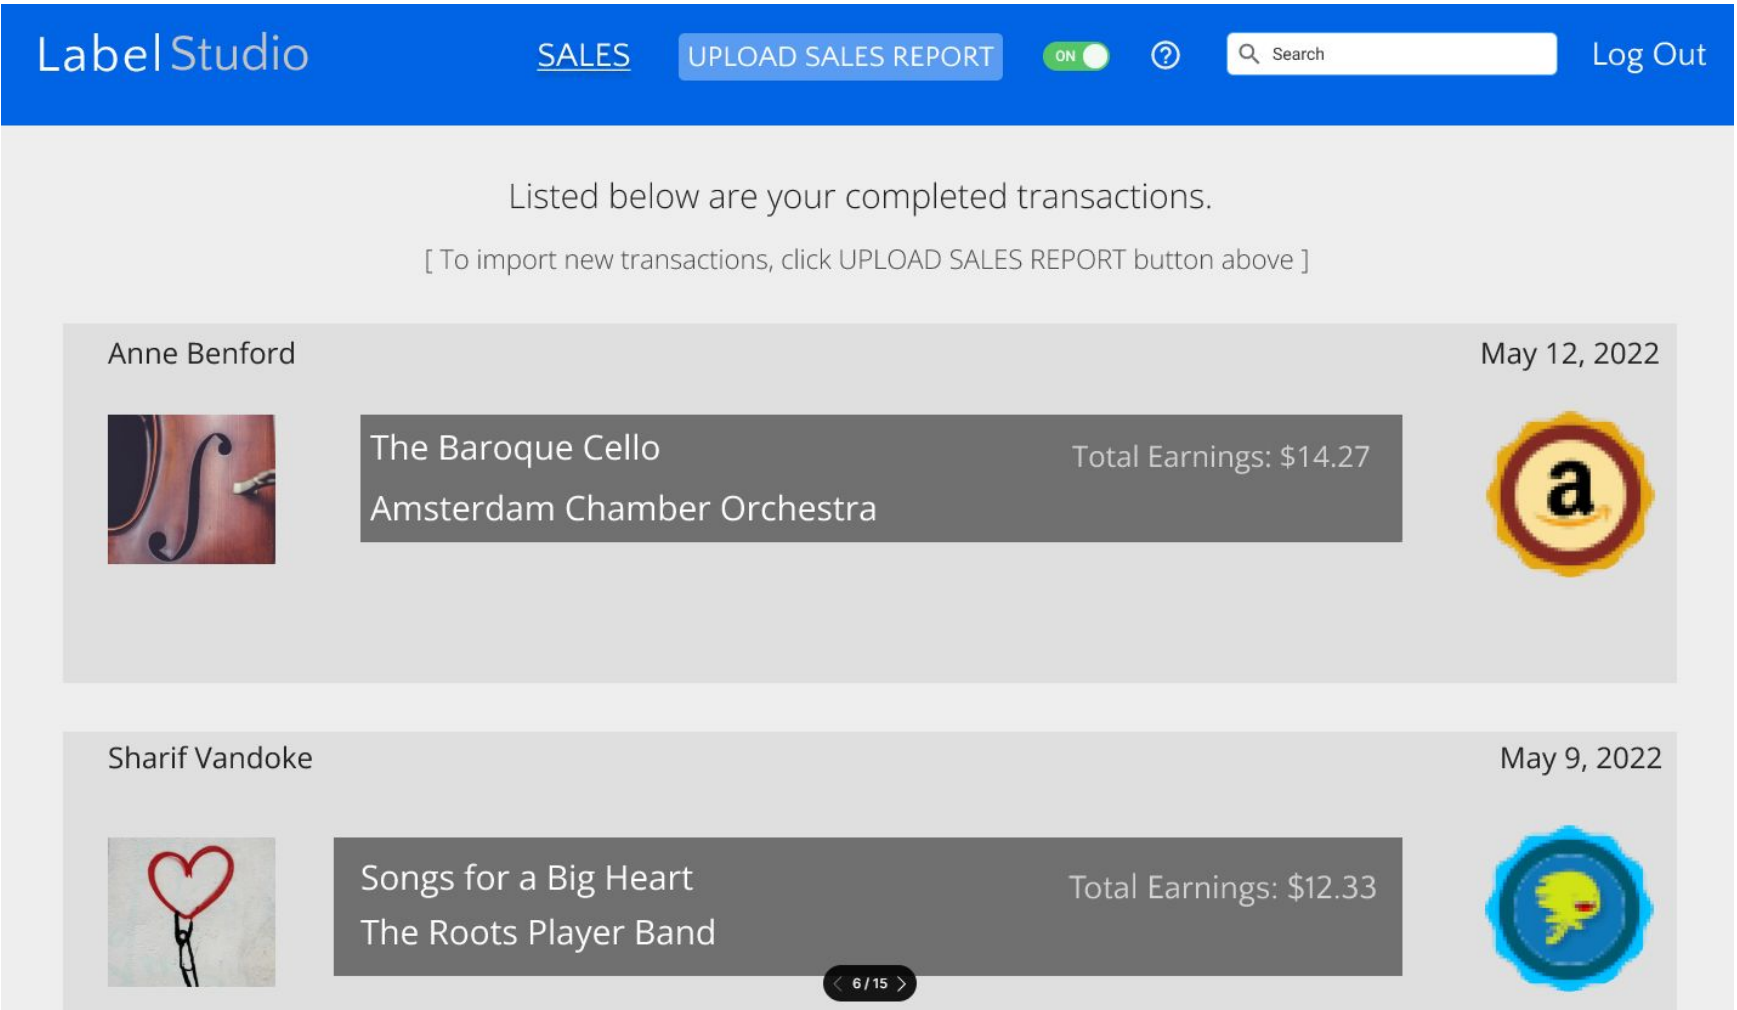 Label Studio
SALES
UPLOAD SALES REPORT
ON
Search
Log Out
Listed below are your completed transactions.
[ To import new transactions, click UPLOAD SALES REPORT button above ]
Anne Benford
May 12, 2022
The Baroque Cello
Total Earnings: $14.27
Amsterdam Chamber Orchestra
a
Sharif Vandoke
May 9, 2022
Songs for a Big Heart
Total Earnings: $12.33
The Roots Player Band
6 / 15